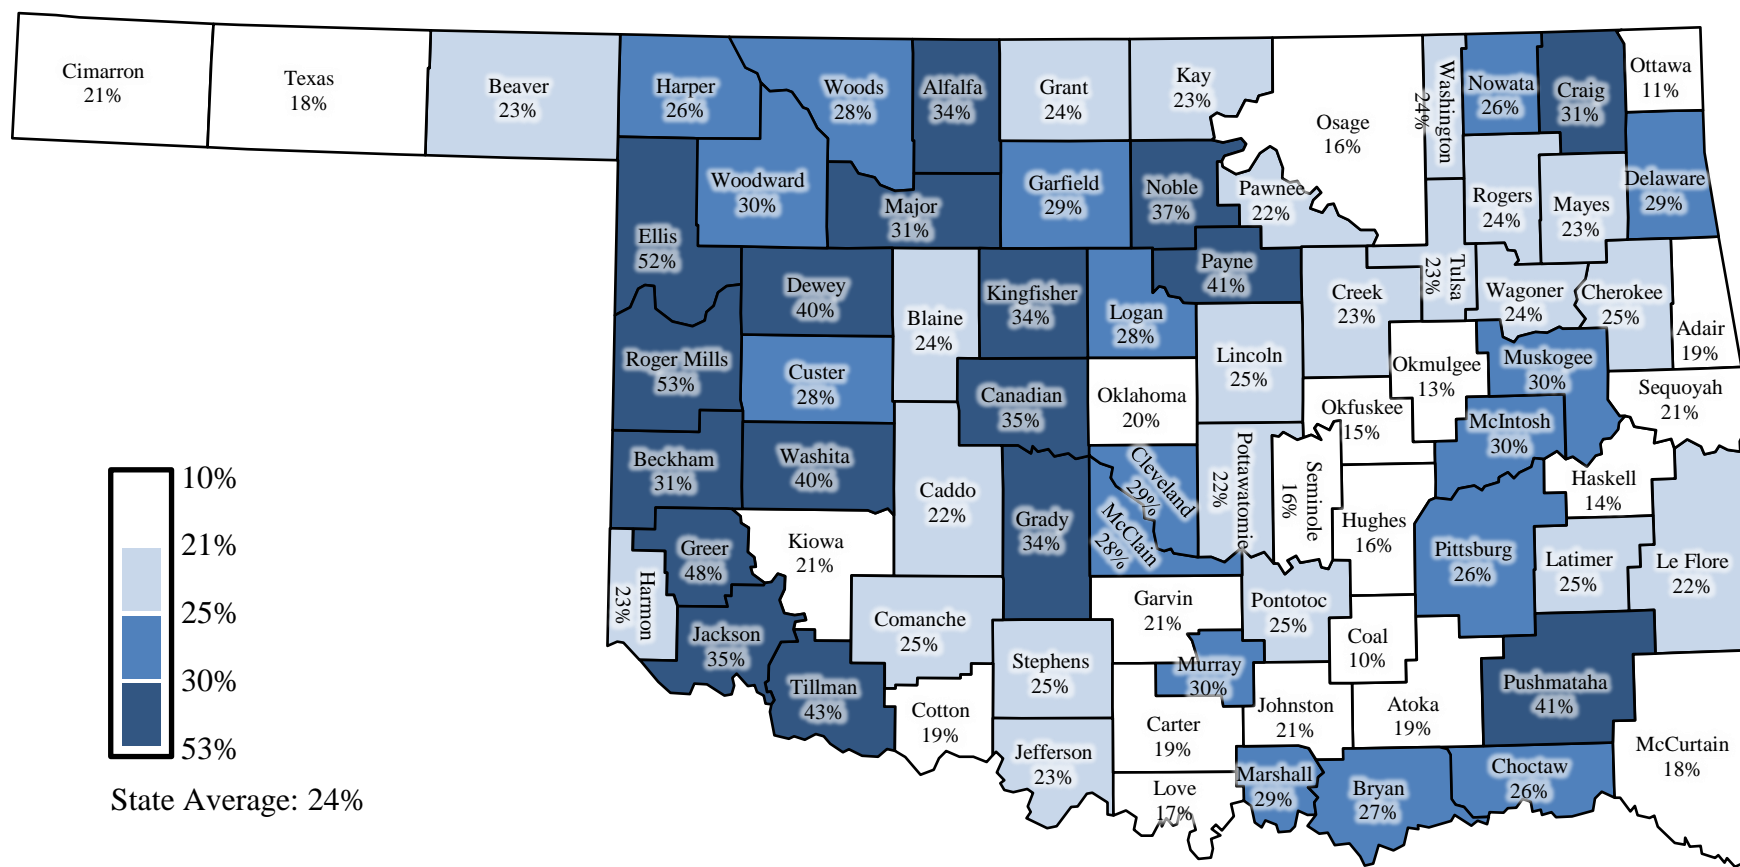 Cimarron
21%
Texas
18%
Beaver
23%
Harper
26%
Woods
28%
Alfalfa
34%
Grant
24%
Kay
23%
Osage
16%
Washington
24%
Nowata
26%
Craig
31%
Ottawa
11%
Ellis
52%
Woodward
30%
Major
31%
Garfield
29%
Noble
37%
Pawnee
22%
Rogers
24%
Mayes
23%
Delaware
29%
Roger Mills
53%
Dewey
40%
Custer
28%
Blaine
24%
Kingfisher
34%
Logan
28%
Payne
41%
Creek
23%
Tulsa
23%
Wagoner
24%
Cherokee
25%
Adair
19%
Canadian
35%
Oklahoma
20%
Lincoln
25%
Okfuskee
15%
Okmulgee
13%
Muskogee
30%
McIntosh
30%
Sequoyah
21%
Beckham
31%
Washita
40%
Caddo
22%
Grady
34%
Cleveland
29%
McClain
28%
Pottawatomie
22%
Seminole
16%
Hughes
16%
Haskell
14%
Pittsburg
26%
Latimer
25%
Le Flore
22%
Harmon
23%
Greer
48%
Kiowa
21%
Jackson
35%
Tillman
43%
Comanche
25%
Cotton
19%
Stephens
25%
Jefferson
23%
Garvin
21%
Murray
30%
Carter
19%
Love
17%
Pontotoc
25%
Coal
10%
Johnston
21%
Atoka
19%
Marshall
29%
Bryan
27%
Choctaw
26%
Pushmataha
41%
McCurtain
18%
10%
21%
25%
30%
53%
State Average: 24%